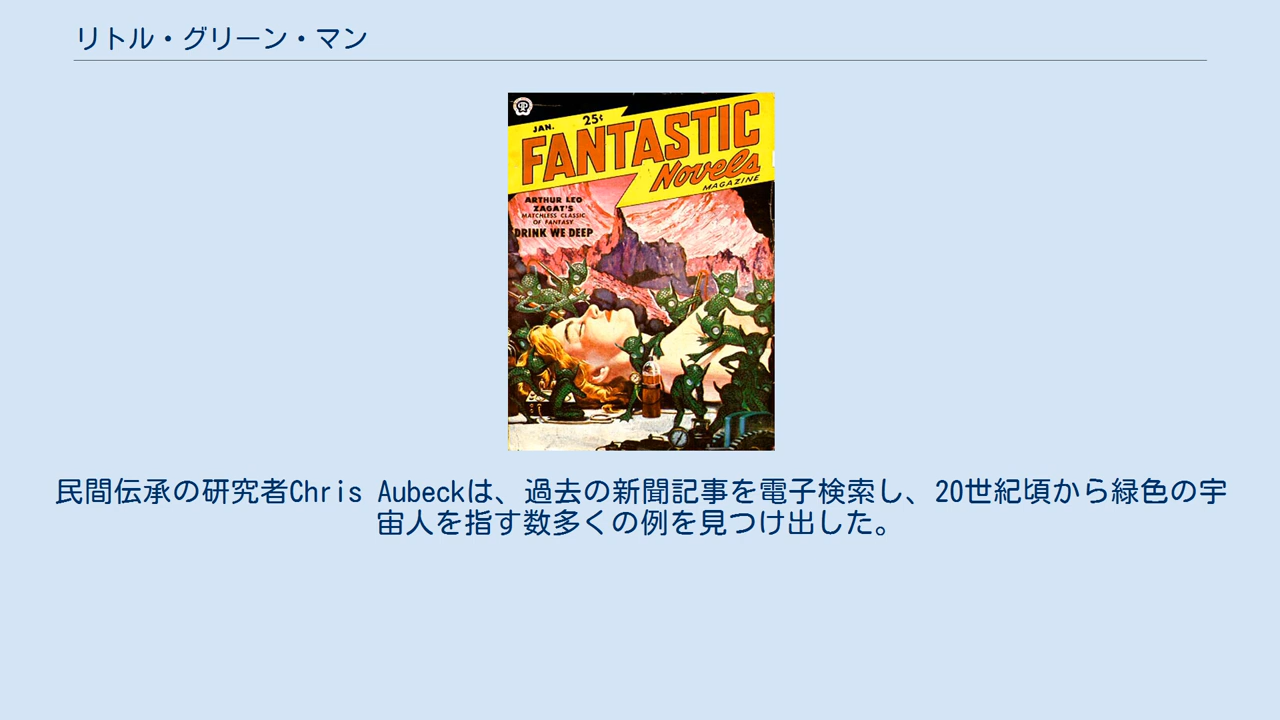 リトル・グリーン・マン
JAN.
25¢
FANTASTIC
Novels
MAGAZINE
ARTHUR LEO
ZAGAT'S
MATCHLESS CLASSIC
OF FANTASY
DRINK WE DEEP
民間伝承の研究者Chris Aubeckは、過去の新聞記事を電子検索し、20世紀頃から緑色の宇
宙人を指す数多くの例を見つけ出した。